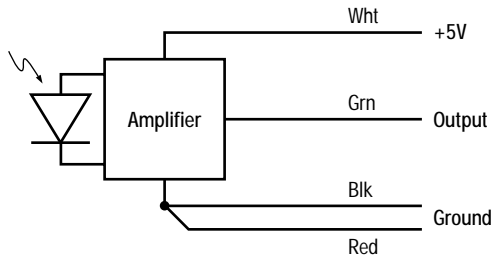 Wht
+5V
Amplifier
Grn
Output
Blk
Ground
Red